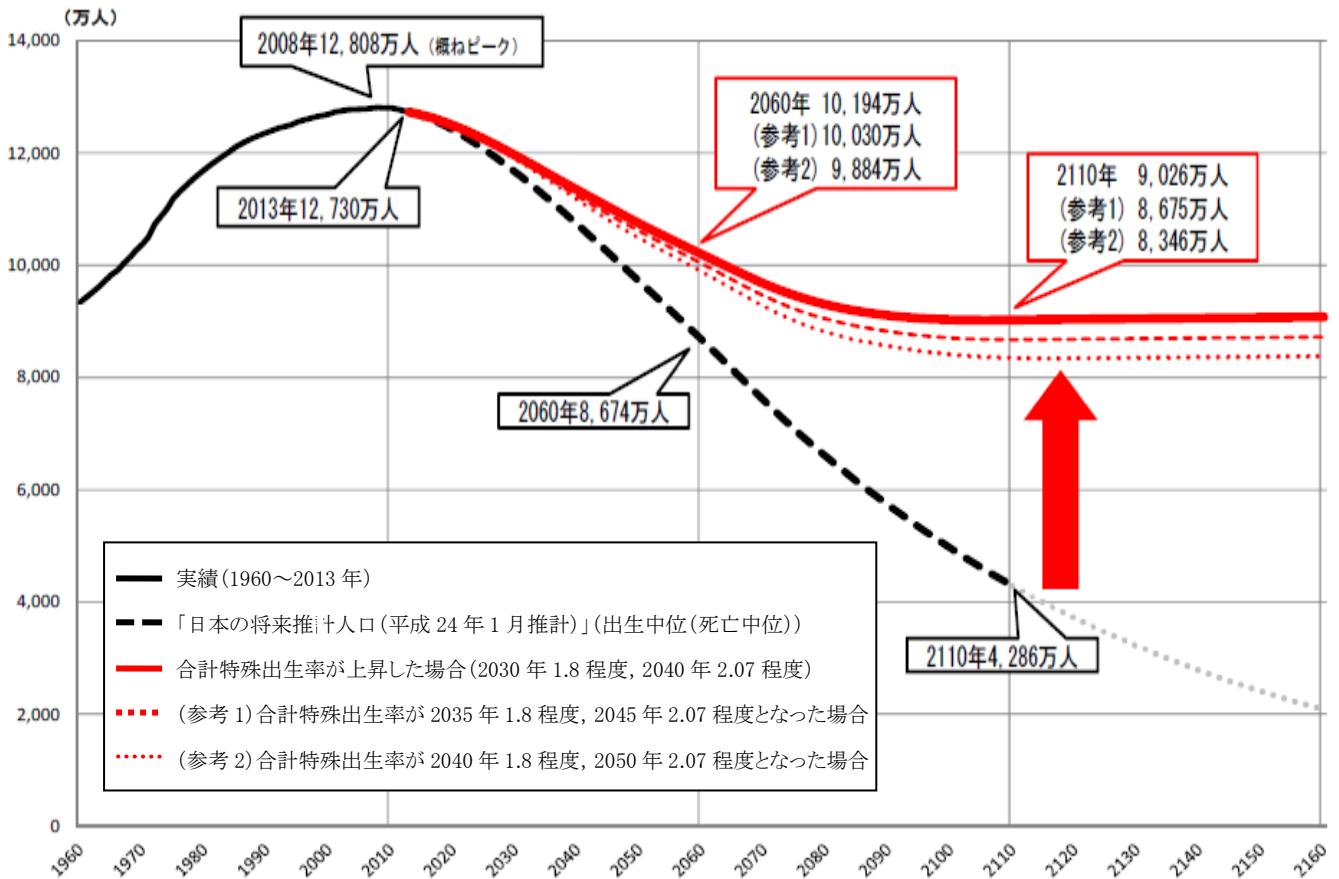 (万人)
14,000
12,000
10,000
8,000
6,000
4,000
2,000
0
2008年12,808万人（概ねピーク）
2013年12,730万人
2060年 10,194万人
(参考1)10,030万人
(参考2) 9,884万人
2110年 9,026万人
(参考1) 8,675万人
(参考2) 8,346万人
2060年8,674万人
2110年4,286万人
実績(1960～2013年)
「日本の将来推計人口(平成24年1月推計)」(出生中位(死亡中位))
合計特殊出生率が上昇した場合(2030年1.8程度, 2040年2.07程度)
(参考1)合計特殊出生率が2035年1.8程度, 2045年2.07程度となった場合
(参考2)合計特殊出生率が2040年1.8程度, 2050年2.07程度となった場合
1960
1970
1980
1990
2000
2010
2020
2030
2040
2050
2060
2070
2080
2090
2100
2110
2120
2130
2140
2150
2160